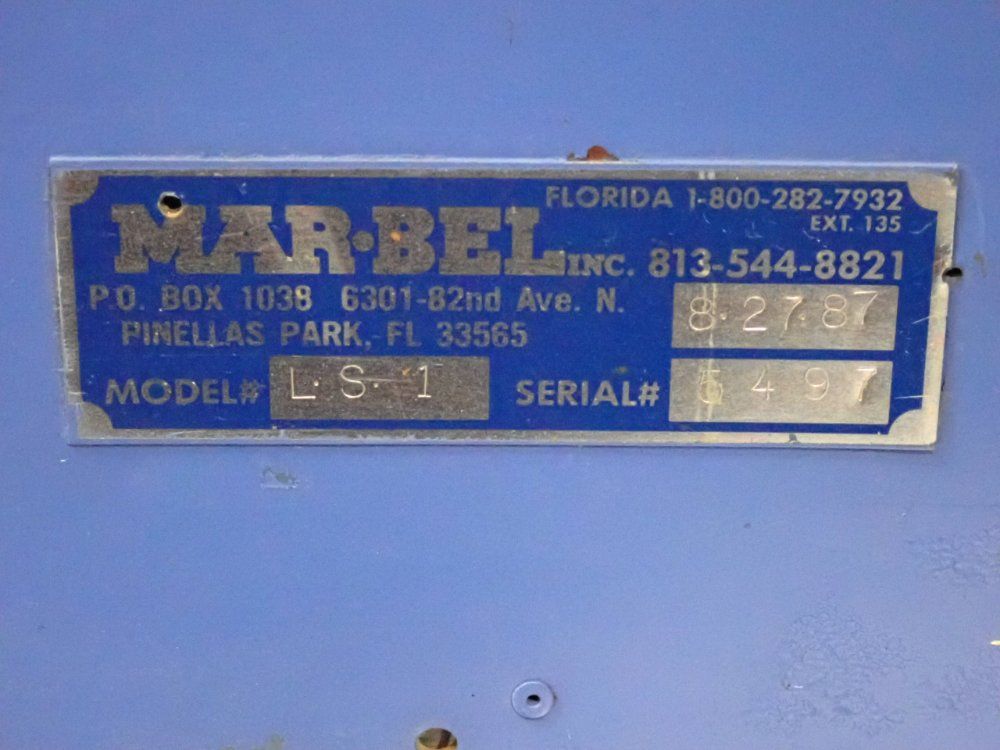 FLORIDA 1-800-282-7932
EXT. 135
MAR·BEL INC. 813-544-8821
P.O. BOX 1038 6301-82nd Ave. N.
8·27·87
PINELLAS PARK, FL 33565
MODEL# L·S·1 SERIAL# 5497